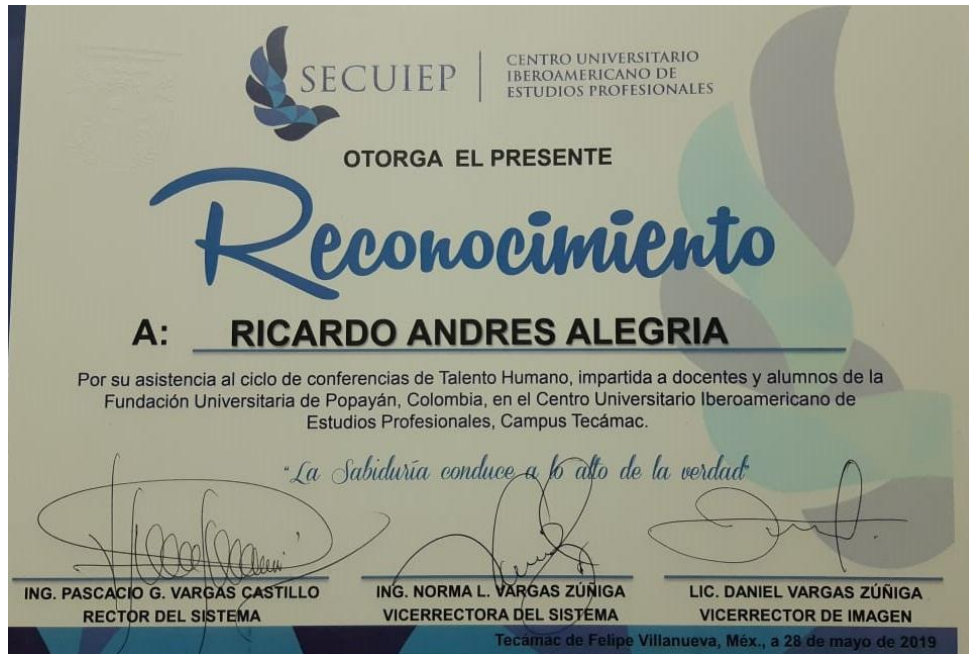 SECUIEP
CENTRO UNIVERSITARIO
IBEROAMERICANO DE
ESTUDIOS PROFESIONALES
OTORGA EL PRESENTE
Reconocimiento
A: RICARDO ANDRES ALEGRIA
Por su asistencia al ciclo de conferencias de Talento Humano, impartida a docentes y alumnos de la
Fundación Universitaria de Popayán, Colombia, en el Centro Universitario Iberoamericano de
Estudios Profesionales, Campus Tecámac.
"La Sabiduría conduce a lo alto de la verdad"
ING. PASCACIO G. VARGAS CASTILLO
RECTOR DEL SISTEMA
ING. NORMA L. VARGAS ZÚÑIGA
VICERRECTORA DEL SISTEMA
LIC. DANIEL VARGAS ZÚÑIGA
VICERRECTOR DE IMAGEN
Tecámac de Felipe Villanueva, Méx., a 28 de mayo de 2019